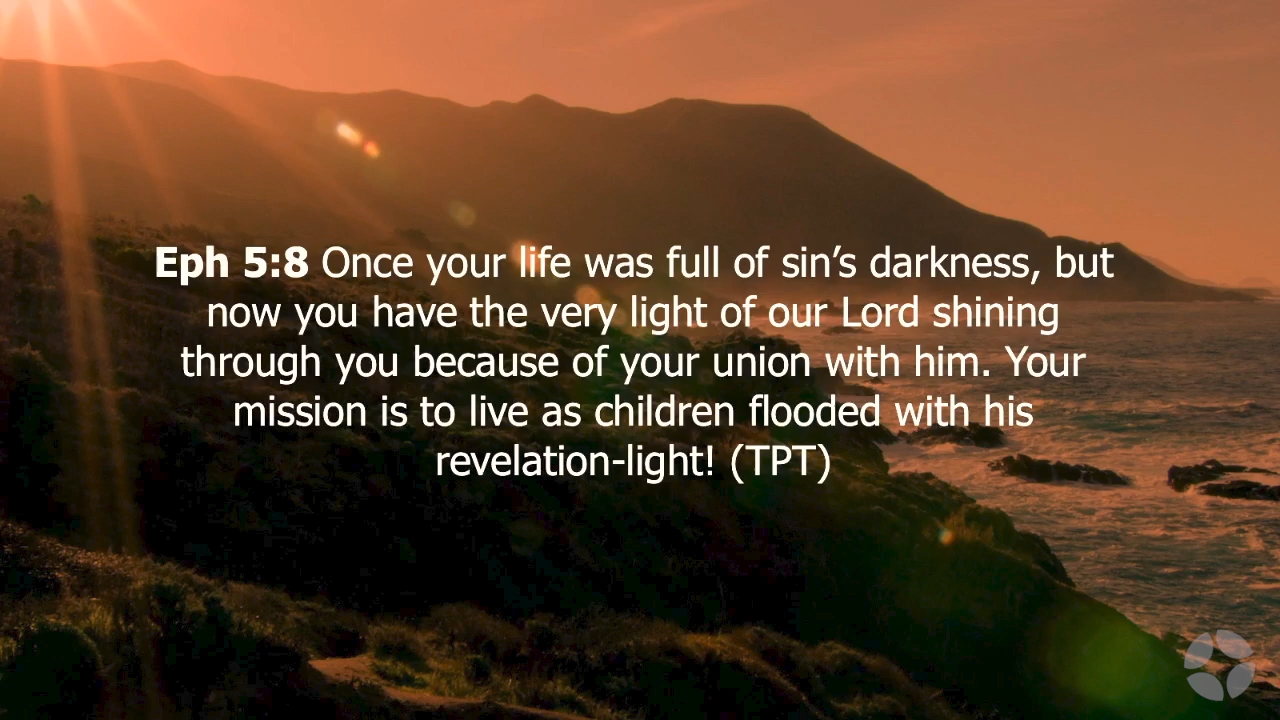 Eph 5:8 Once your life was full of sin’s darkness, but
now you have the very light of our Lord shining
through you because of your union with him. Your
mission is to live as children flooded with his
revelation-light! (TPT)